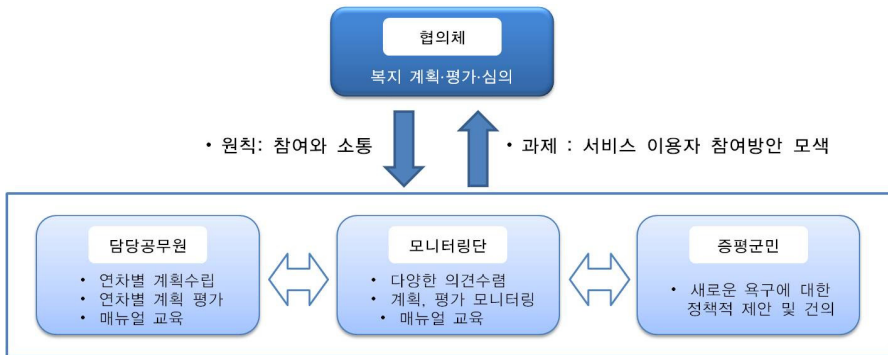 협의체
복지 계획·평가·심의
• 원칙: 참여와 소통
• 과제 : 서비스 이용자 참여방안 모색
담당공무원
• 연차별 계획수립
• 연차별 계획 평가
• 매뉴얼 교육
모니터링단
• 다양한 의견수렴
• 계획, 평가 모니터링
• 매뉴얼 교육
증평군민
• 새로운 욕구에 대한
정책적 제안 및 건의